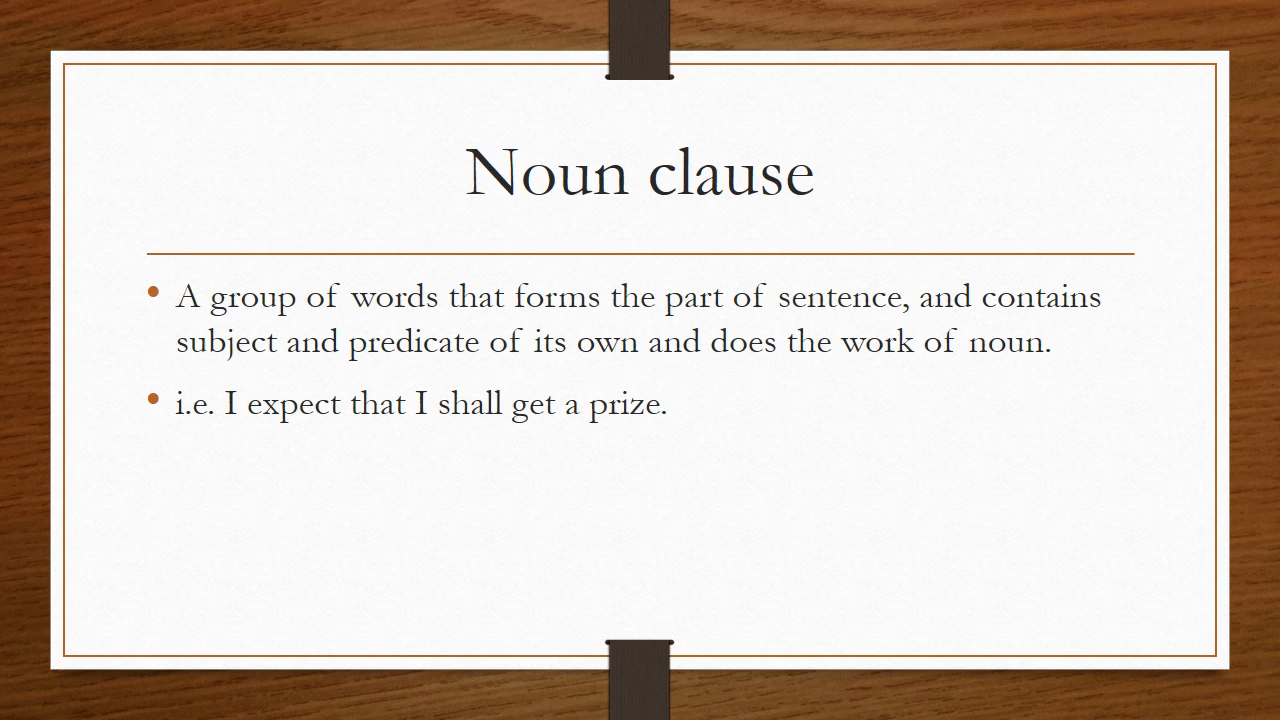 Noun clause
• A group of words that forms the part of sentence, and contains
subject and predicate of its own and does the work of noun.
• i.e. I expect that I shall get a prize.